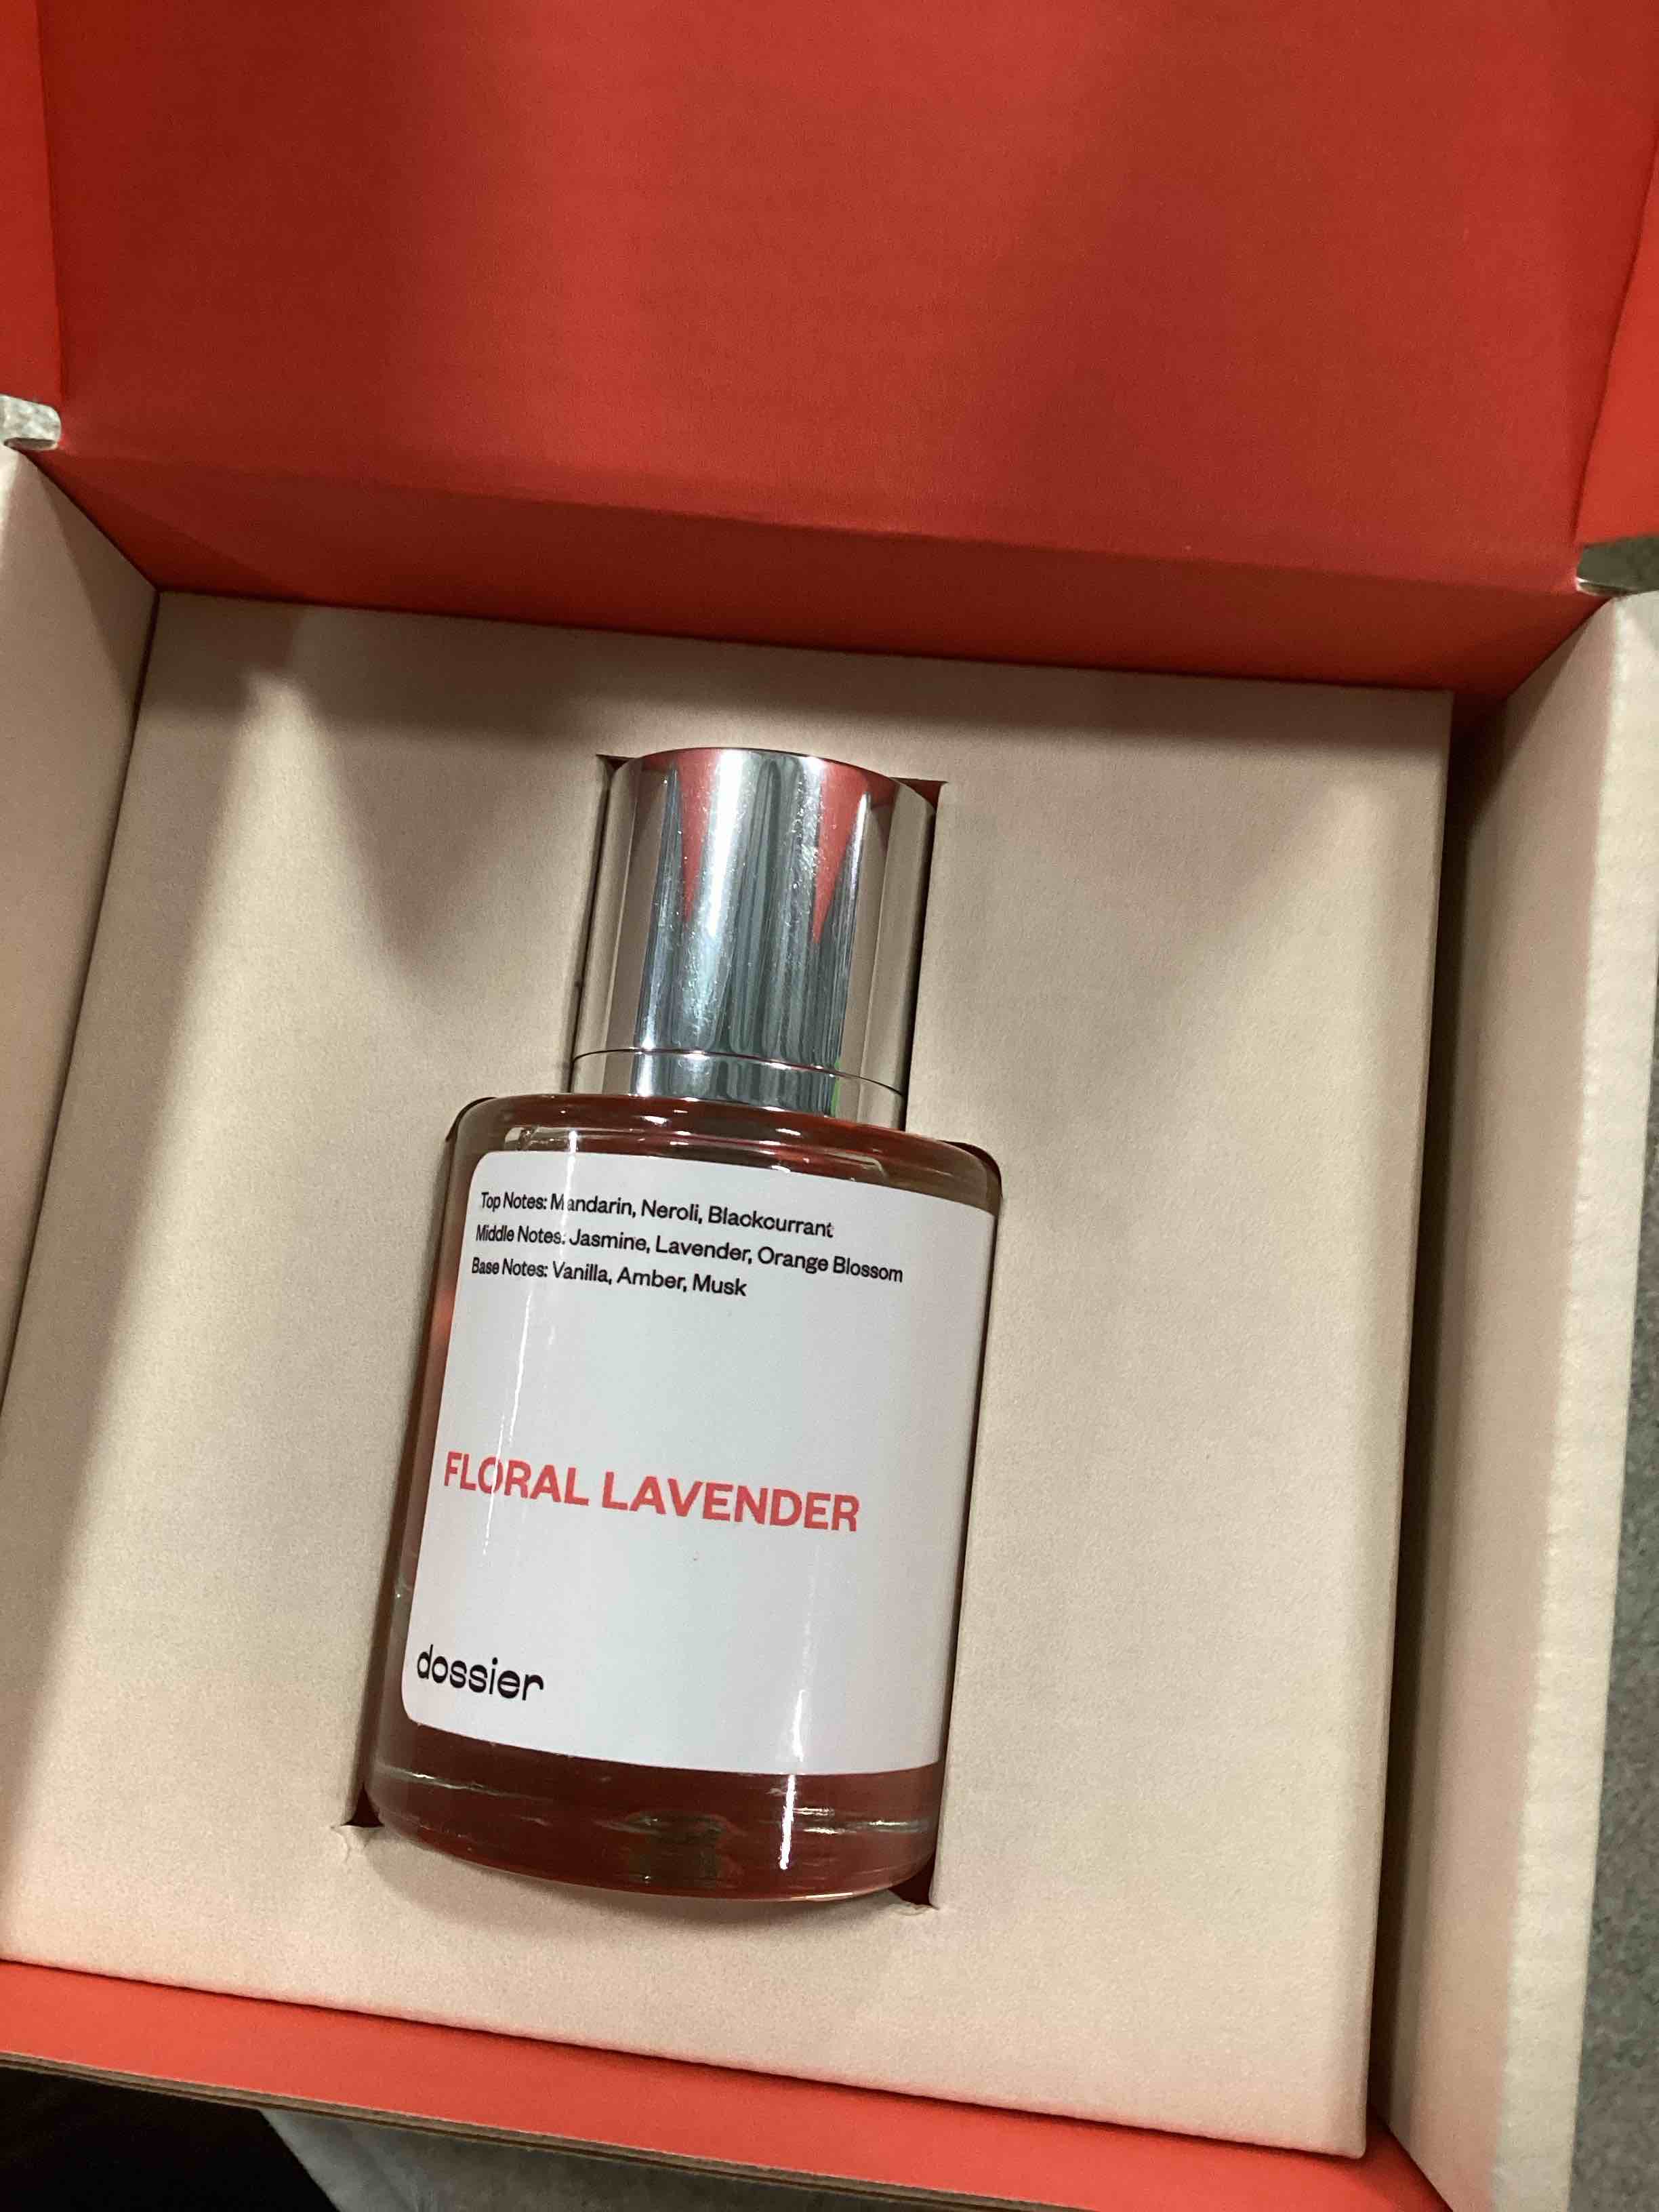 Top Notes: Mandarin, Neroli, Blackcurrant
Middle Notes: Jasmine, Lavender, Orange Blossom
Base Notes: Vanilla, Amber, Musk
FLORAL LAVENDER
dossier